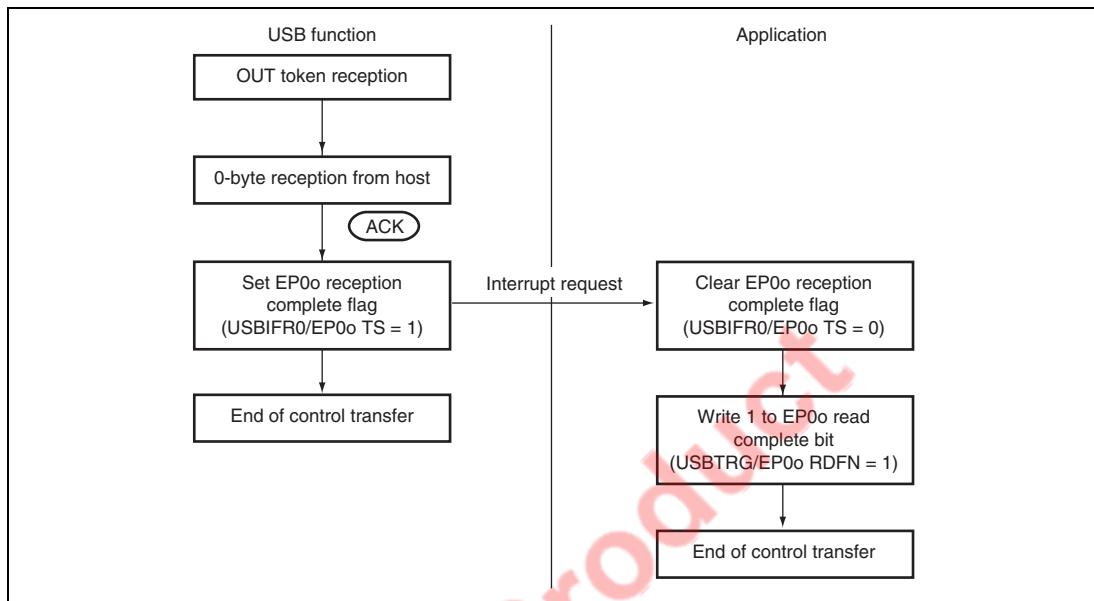 USB function
Application
OUT token reception
0-byte reception from host
ACK
Set EP0o reception
complete flag
(USBIFR0/EP0o TS = 1)
Interrupt request
Clear EP0o reception
complete flag
(USBIFR0/EP0o TS = 0)
End of control transfer
Write 1 to EP0o read
complete bit
(USBTRG/EP0o RDFN = 1)
End of control transfer
roduct